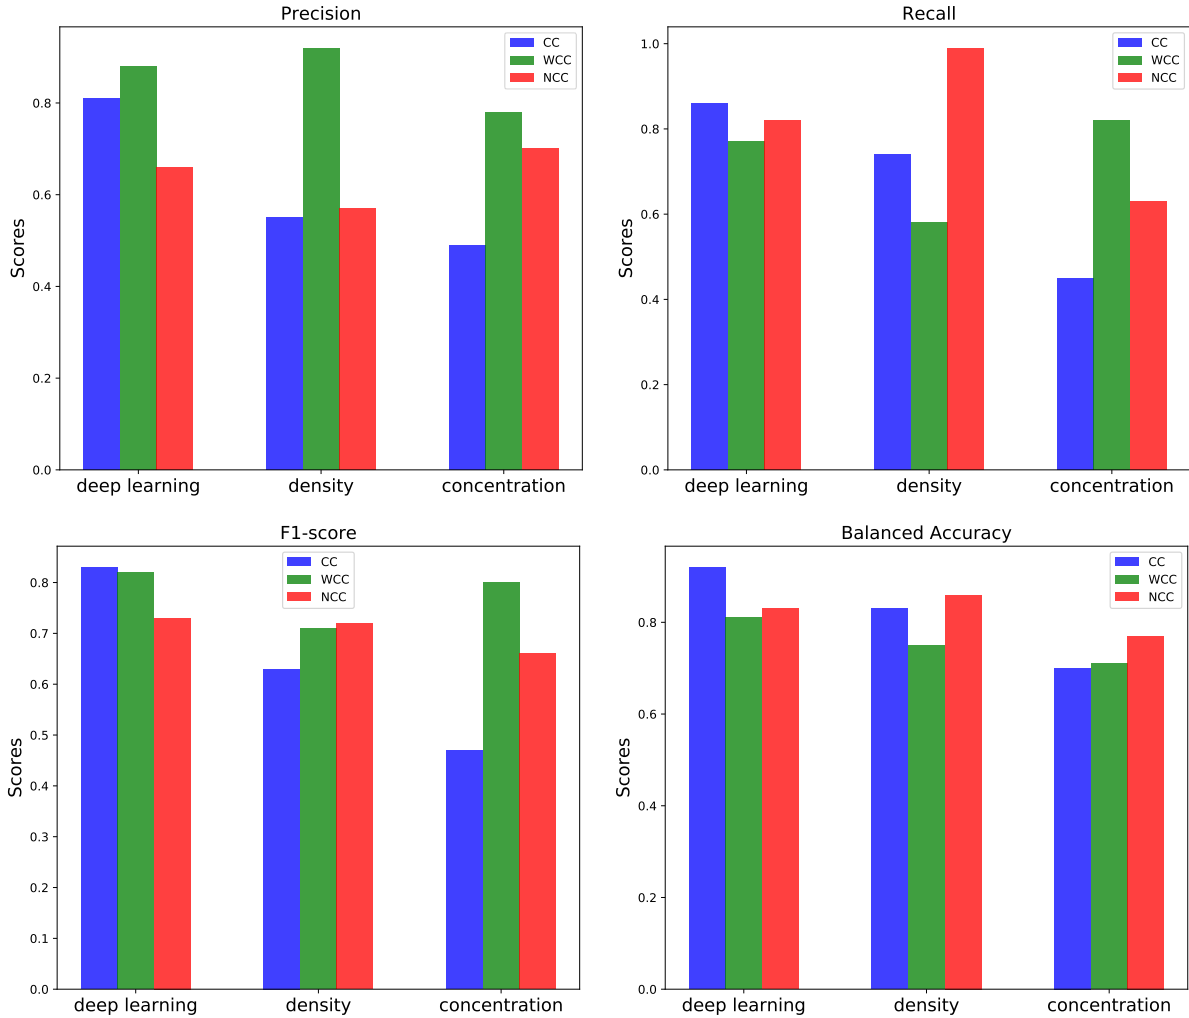 Precision
Scores
0.8
0.6
0.4
0.2
0.0
CC
WCC
NCC
deep learning
density
concentration
Recall
Scores
1.0
0.8
0.6
0.4
0.2
0.0
CC
WCC
NCC
deep learning
density
concentration
F1-score
Scores
0.8
0.7
0.6
0.5
0.4
0.3
0.2
0.1
0.0
CC
WCC
NCC
deep learning
density
concentration
Balanced Accuracy
Scores
0.8
0.6
0.4
0.2
0.0
CC
WCC
NCC
deep learning
density
concentration